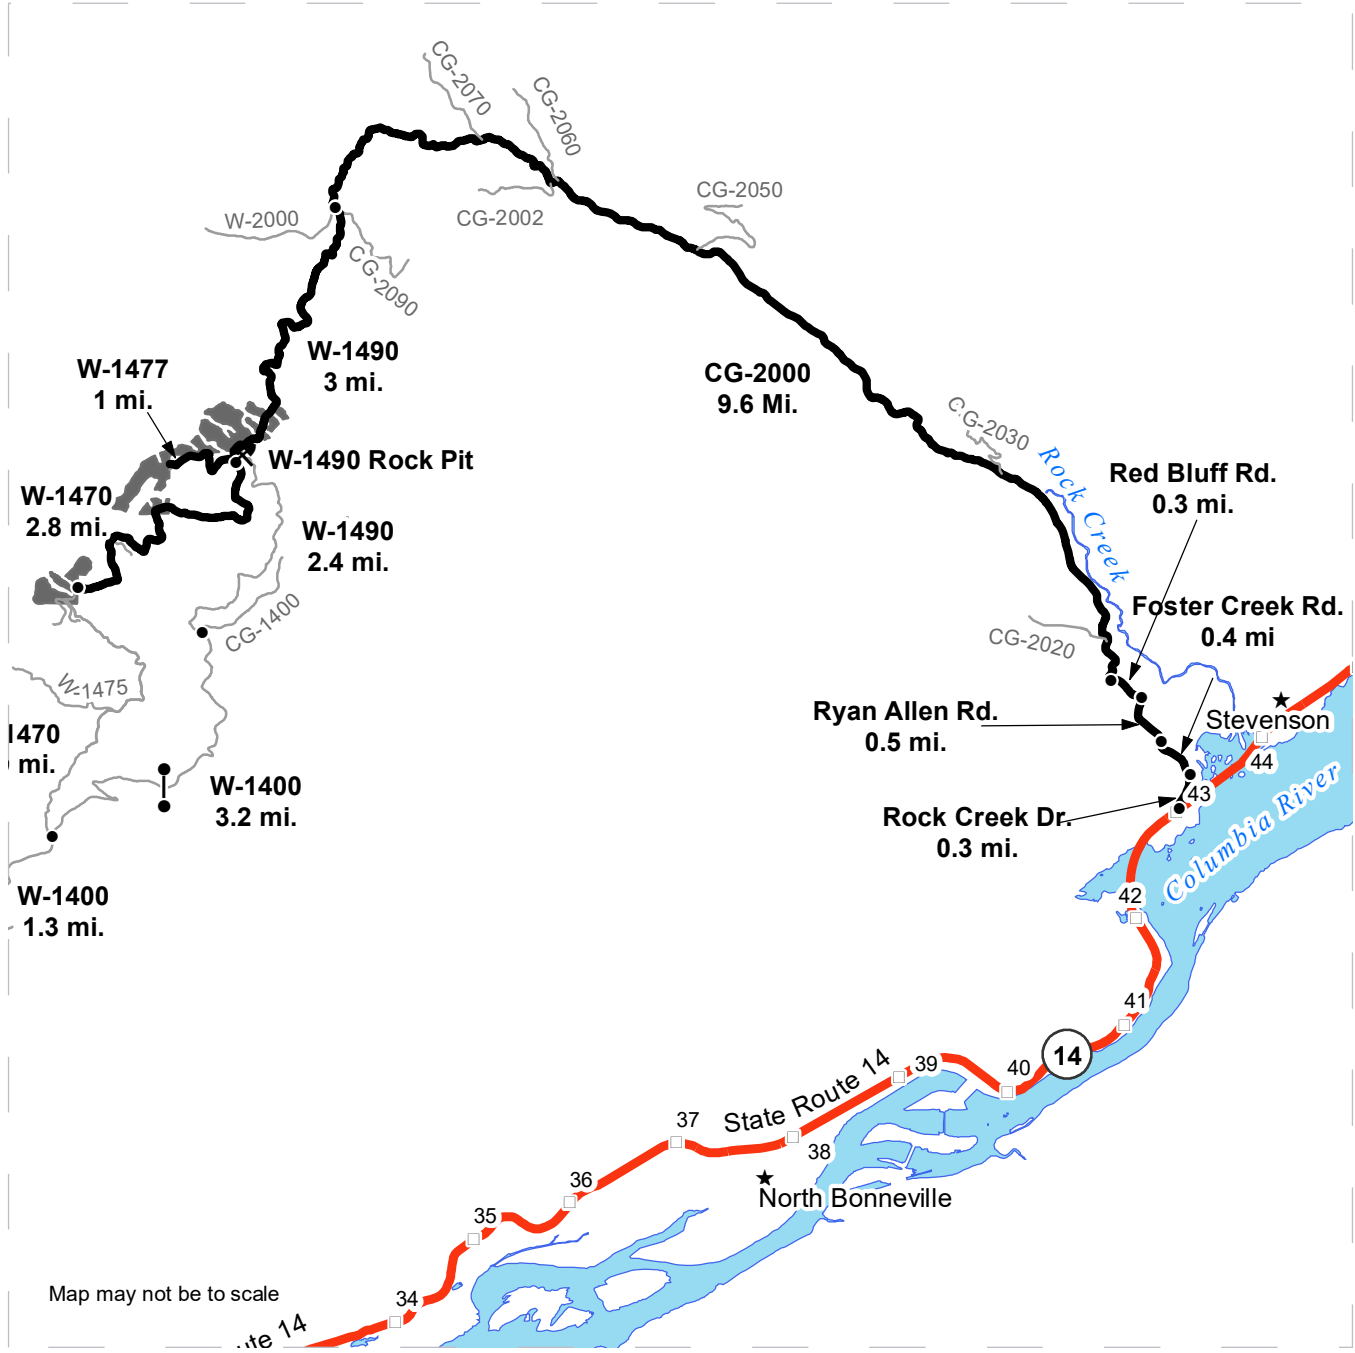 CG-2070
CG-2060
CG-2050
W-2000
CG-2002
CG-2090
W-1490
3 mi.
W-1477
1 mi.
CG-2000
9.6 Mi.
CG-2030
W-1490 Rock Pit
Rock Creek
Red Bluff Rd.
0.3 mi.
W-1470
2.8 mi.
W-1490
2.4 mi.
Foster Creek Rd.
0.4 mi
CG-1400
CG-2020
W-1475
Ryan Allen Rd.
0.5 mi.
Stevenson
1470
mi.
44
W-1400
3.2 mi.
43
Rock Creek Dr.
0.3 mi.
Columbia River
W-1400
1.3 mi.
42
41
14
State Route 14
39
40
37
38
36
North Bonneville
35
34
Map may not be to scale
ute 14